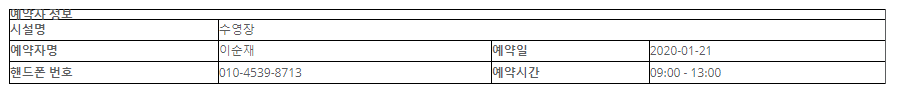 예약자 정보
시설명 수영장
예약자명 이순재 예약일 2020-01-21
핸드폰 번호 010-4539-8713 예약시간 09:00 - 13:00